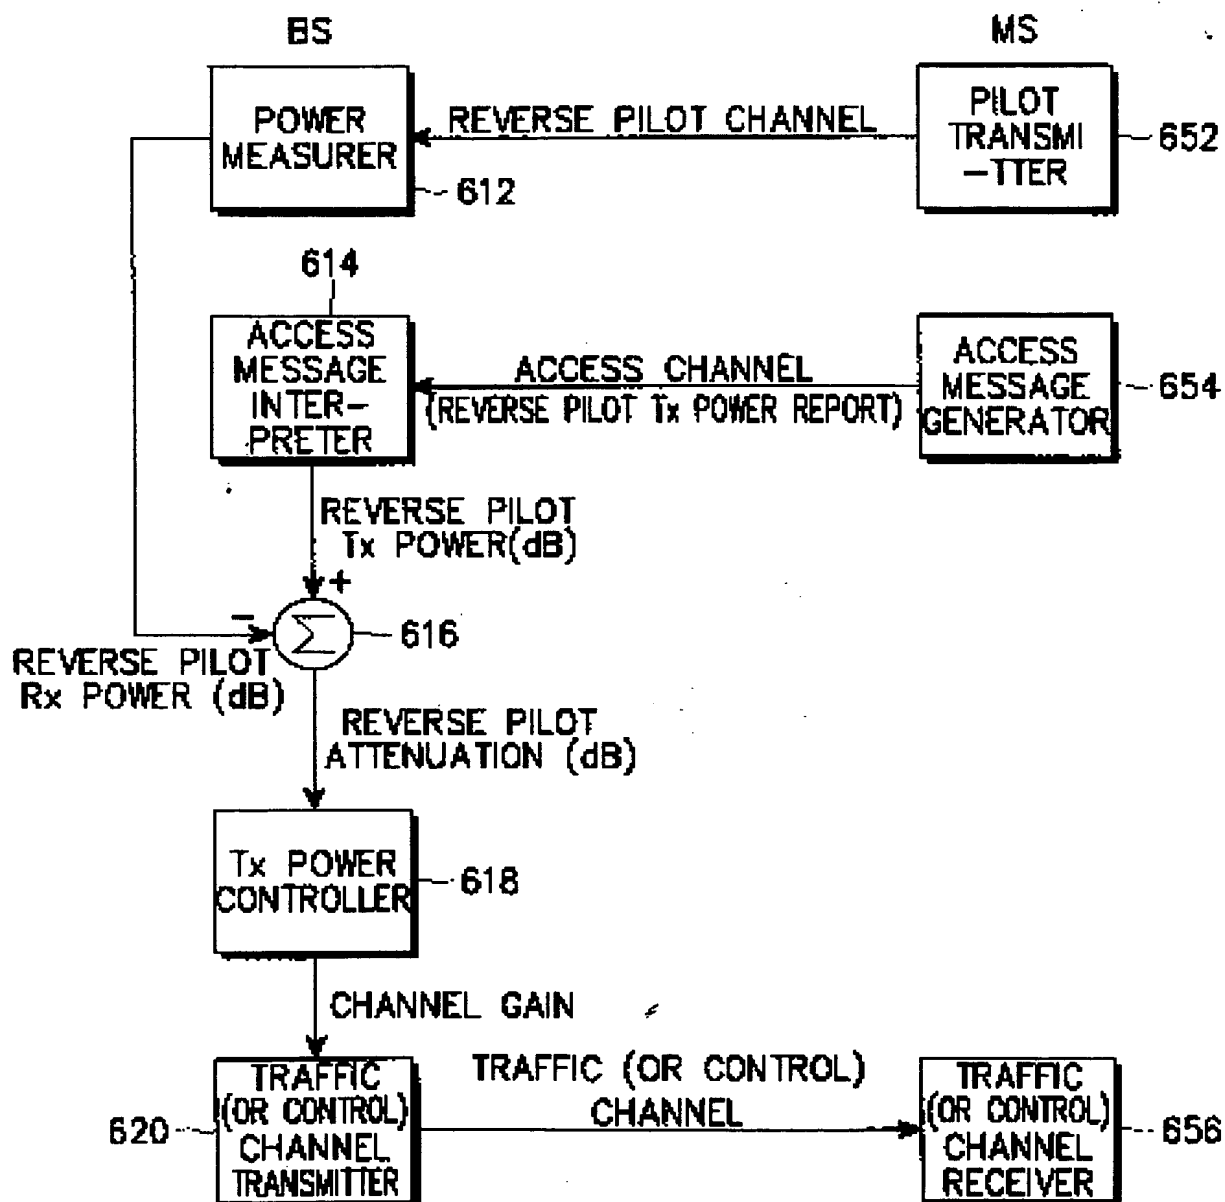 BS
MS
POWER
MEASURER
REVERSE PILOT CHANNEL
PILOT
TRANSMI
-TTER
652
612
614
ACCESS
MESSAGE
INTER-
PRETER
ACCESS CHANNEL
(REVERSE PILOT Tx POWER REPORT)
ACCESS
MESSAGE
GENERATOR
654
REVERSE PILOT
Tx POWER(dB)
+
-
Σ
616
REVERSE PILOT
Rx POWER (dB)
REVERSE PILOT
ATTENUATION (dB)
Tx POWER
CONTROLLER
618
CHANNEL GAIN
TRAFFIC
(OR CONTROL)
CHANNEL
TRANSMITTER
620
TRAFFIC (OR CONTROL)
CHANNEL
TRAFFIC
(OR CONTROL)
CHANNEL
RECEIVER
656